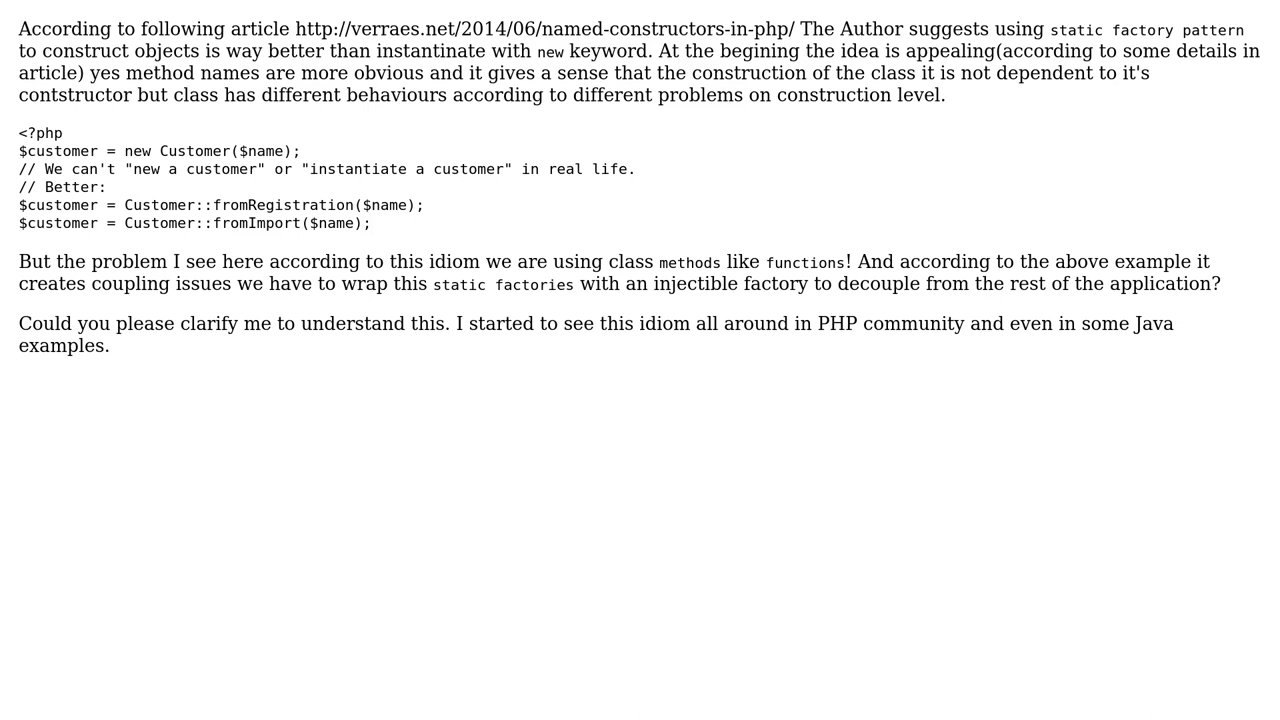 According to following article http://verraes.net/2014/06/named-constructors-in-php/ The Author suggests using static factory pattern
to construct objects is way better than instantinate with new keyword. At the begining the idea is appealing(according to some details in
article) yes method names are more obvious and it gives a sense that the construction of the class it is not dependent to it's
contstructor but class has different behaviours according to different problems on construction level.
<?php
$customer = new Customer($name);
// We can't "new a customer" or "instantiate a customer" in real life.
// Better:
$customer = Customer::fromRegistration($name);
$customer = Customer::fromImport($name);
But the problem I see here according to this idiom we are using class methods like functions! And according to the above example it
creates coupling issues we have to wrap this static factories with an injectible factory to decouple from the rest of the application?
Could you please clarify me to understand this. I started to see this idiom all around in PHP community and even in some Java
examples.